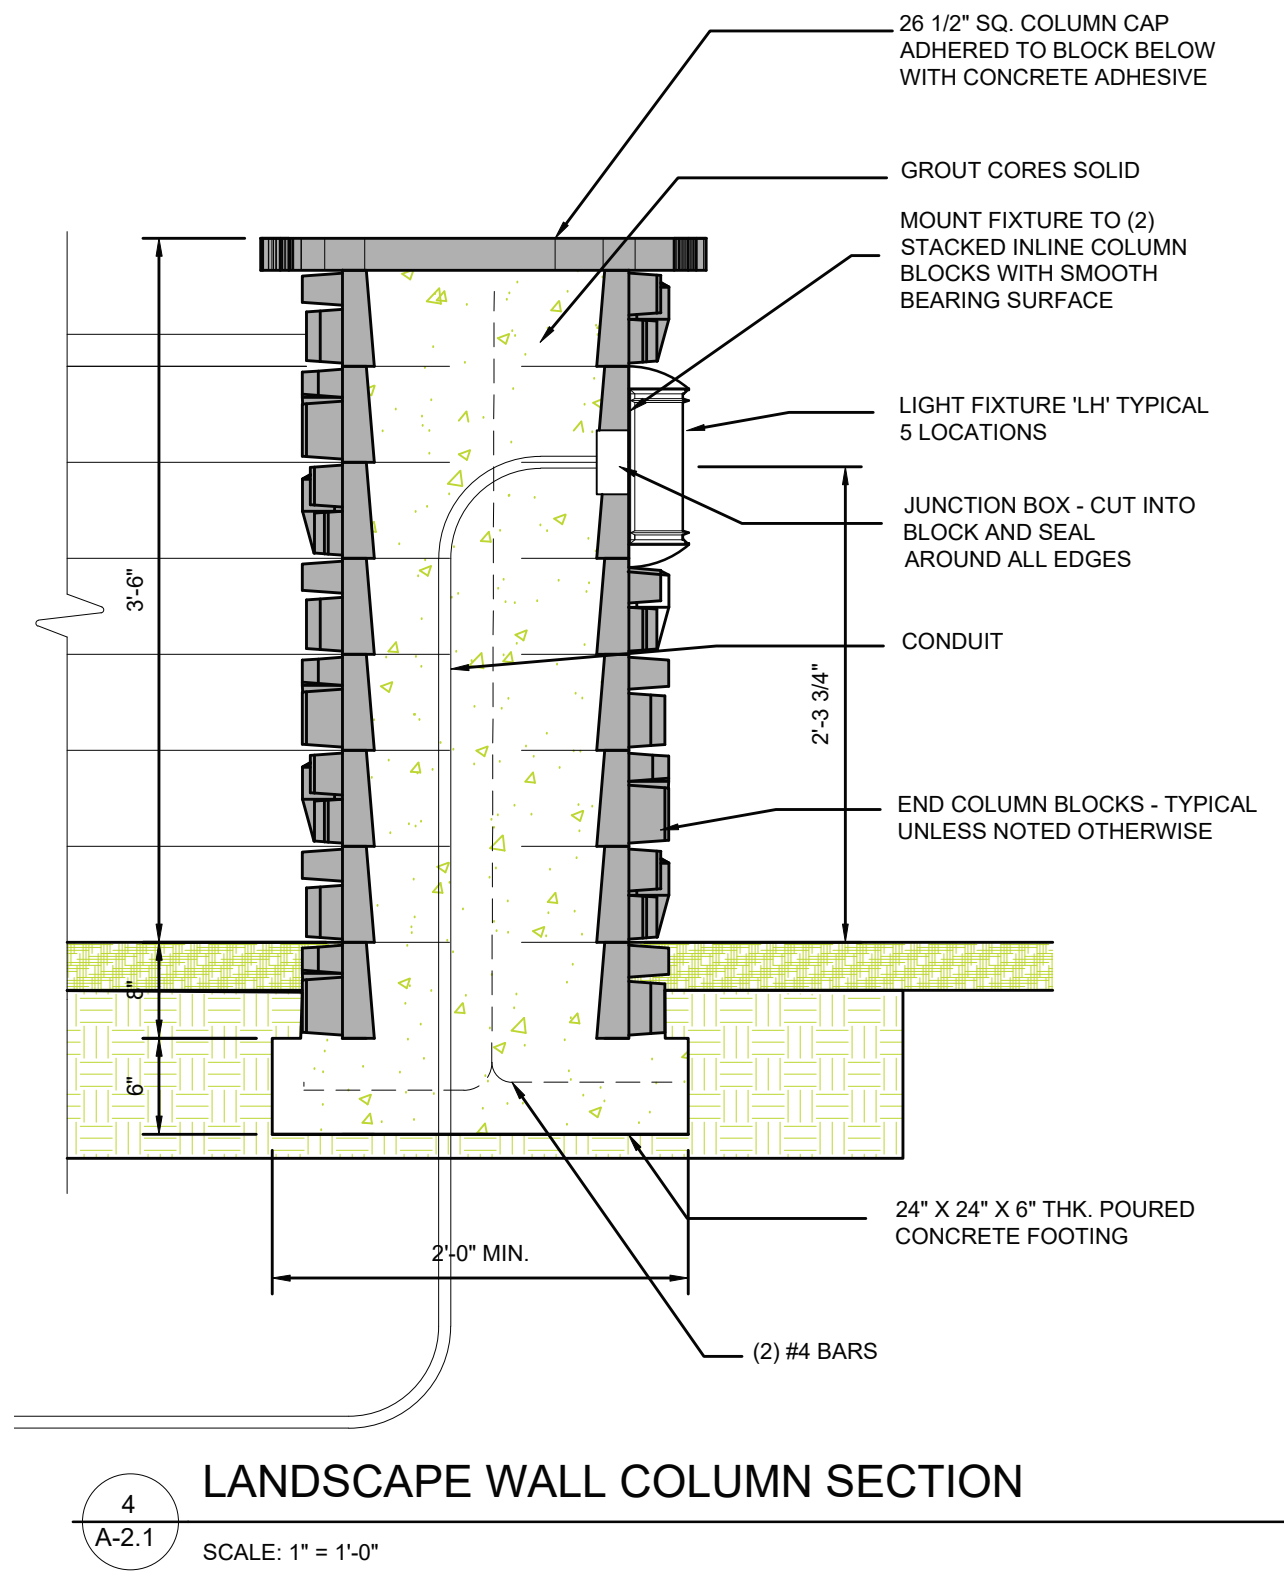 26 1/2" SQ. COLUMN CAP
ADHERED TO BLOCK BELOW
WITH CONCRETE ADHESIVE
GROUT CORES SOLID
MOUNT FIXTURE TO (2)
STACKED INLINE COLUMN
BLOCKS WITH SMOOTH
BEARING SURFACE
LIGHT FIXTURE 'LH' TYPICAL
5 LOCATIONS
JUNCTION BOX - CUT INTO
BLOCK AND SEAL
AROUND ALL EDGES
3'-6"
CONDUIT
2'-3 3/4"
END COLUMN BLOCKS - TYPICAL
UNLESS NOTED OTHERWISE
8"
6"
24" X 24" X 6" THK. POURED
CONCRETE FOOTING
2'-0" MIN.
(2) #4 BARS
4
A-2.1
LANDSCAPE WALL COLUMN SECTION
SCALE: 1" = 1'-0"